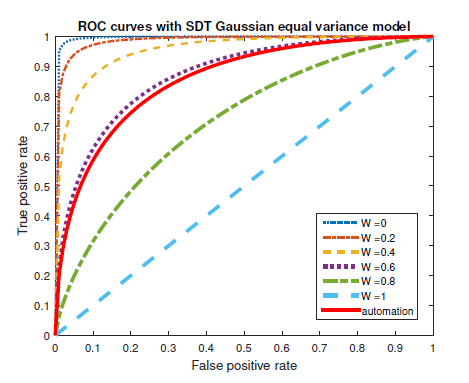 ROC curves with SDT Gaussian equal variance model
1
0.9
0.8
0.7
0.6
0.5
0.4
0.3
0.2
0.1
0
True positive rate
W =0
W =0.2
W =0.4
W =0.6
W =0.8
W =1
automation
0 0.1 0.2 0.3 0.4 0.5 0.6 0.7 0.8 0.9 1
False positive rate